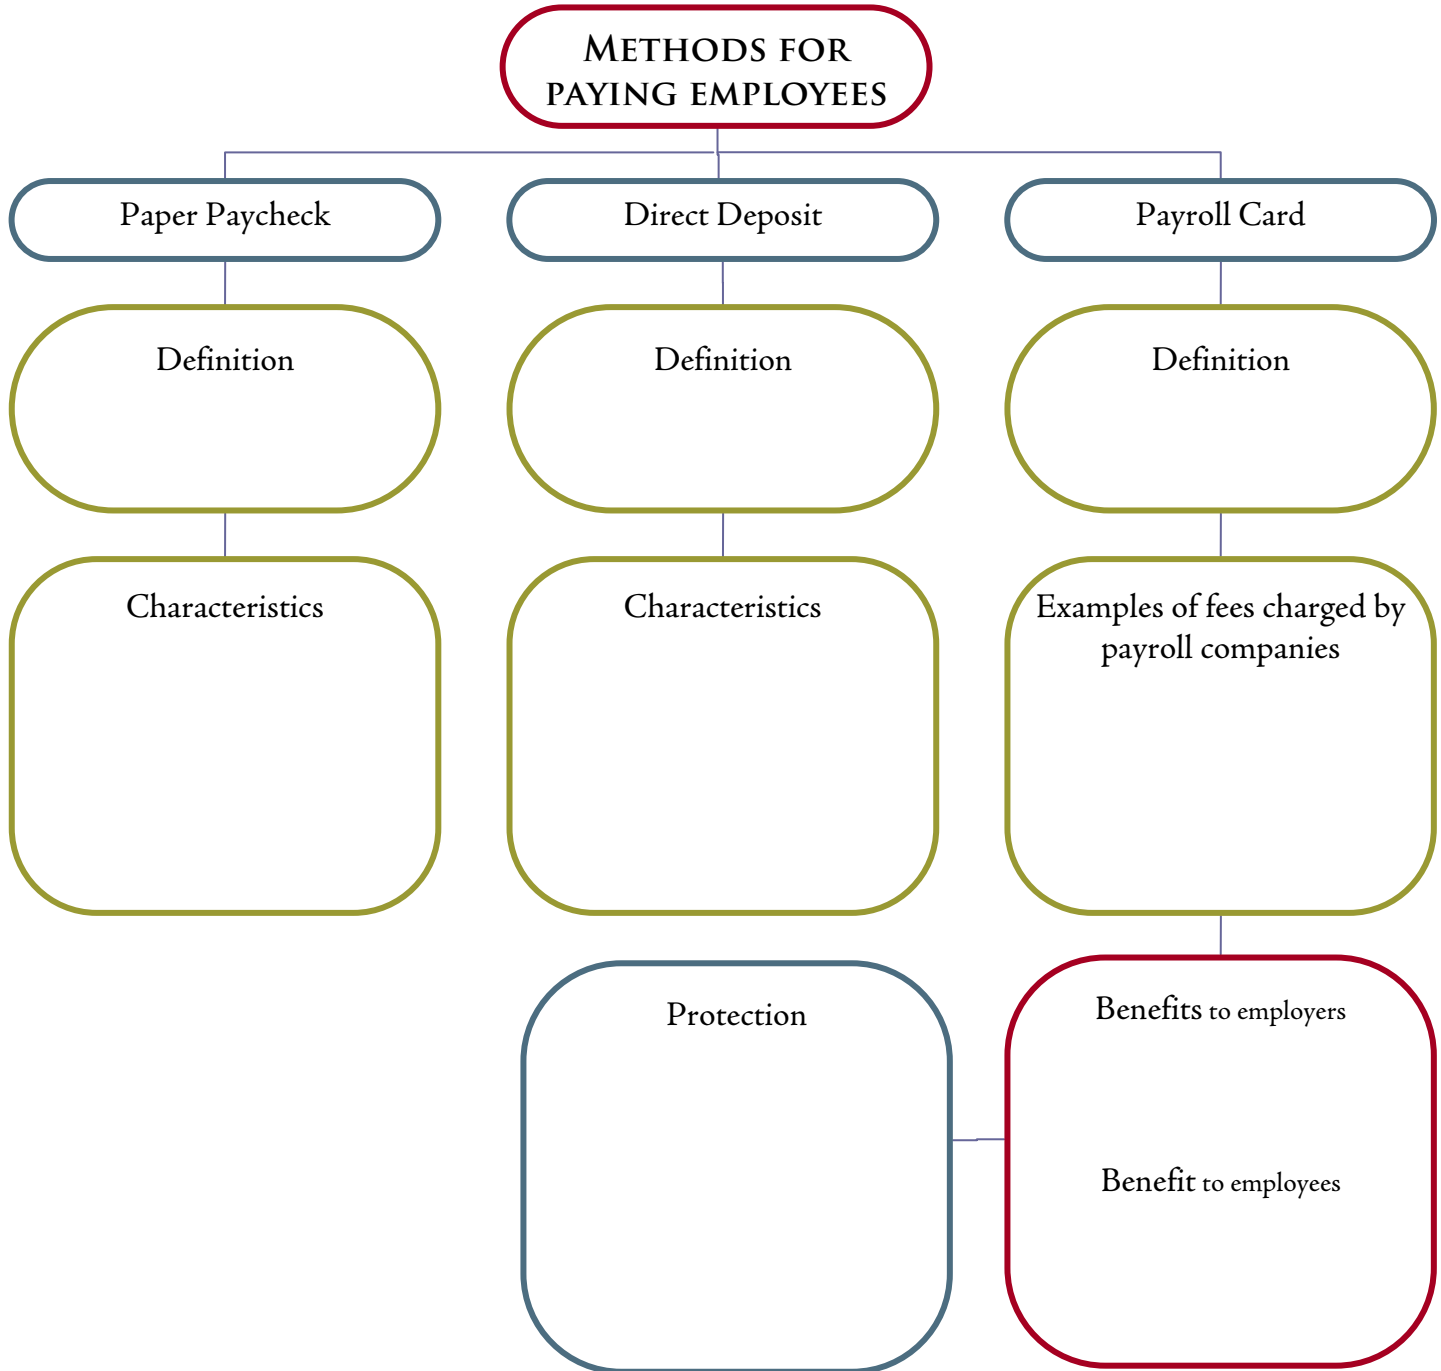 METHODS FOR
PAYING EMPLOYEES
Paper Paycheck
Direct Deposit
Payroll Card
Definition
Definition
Definition
Characteristics
Characteristics
Examples of fees charged by
payroll companies
Protection
Benefits to employers
Benefit to employees